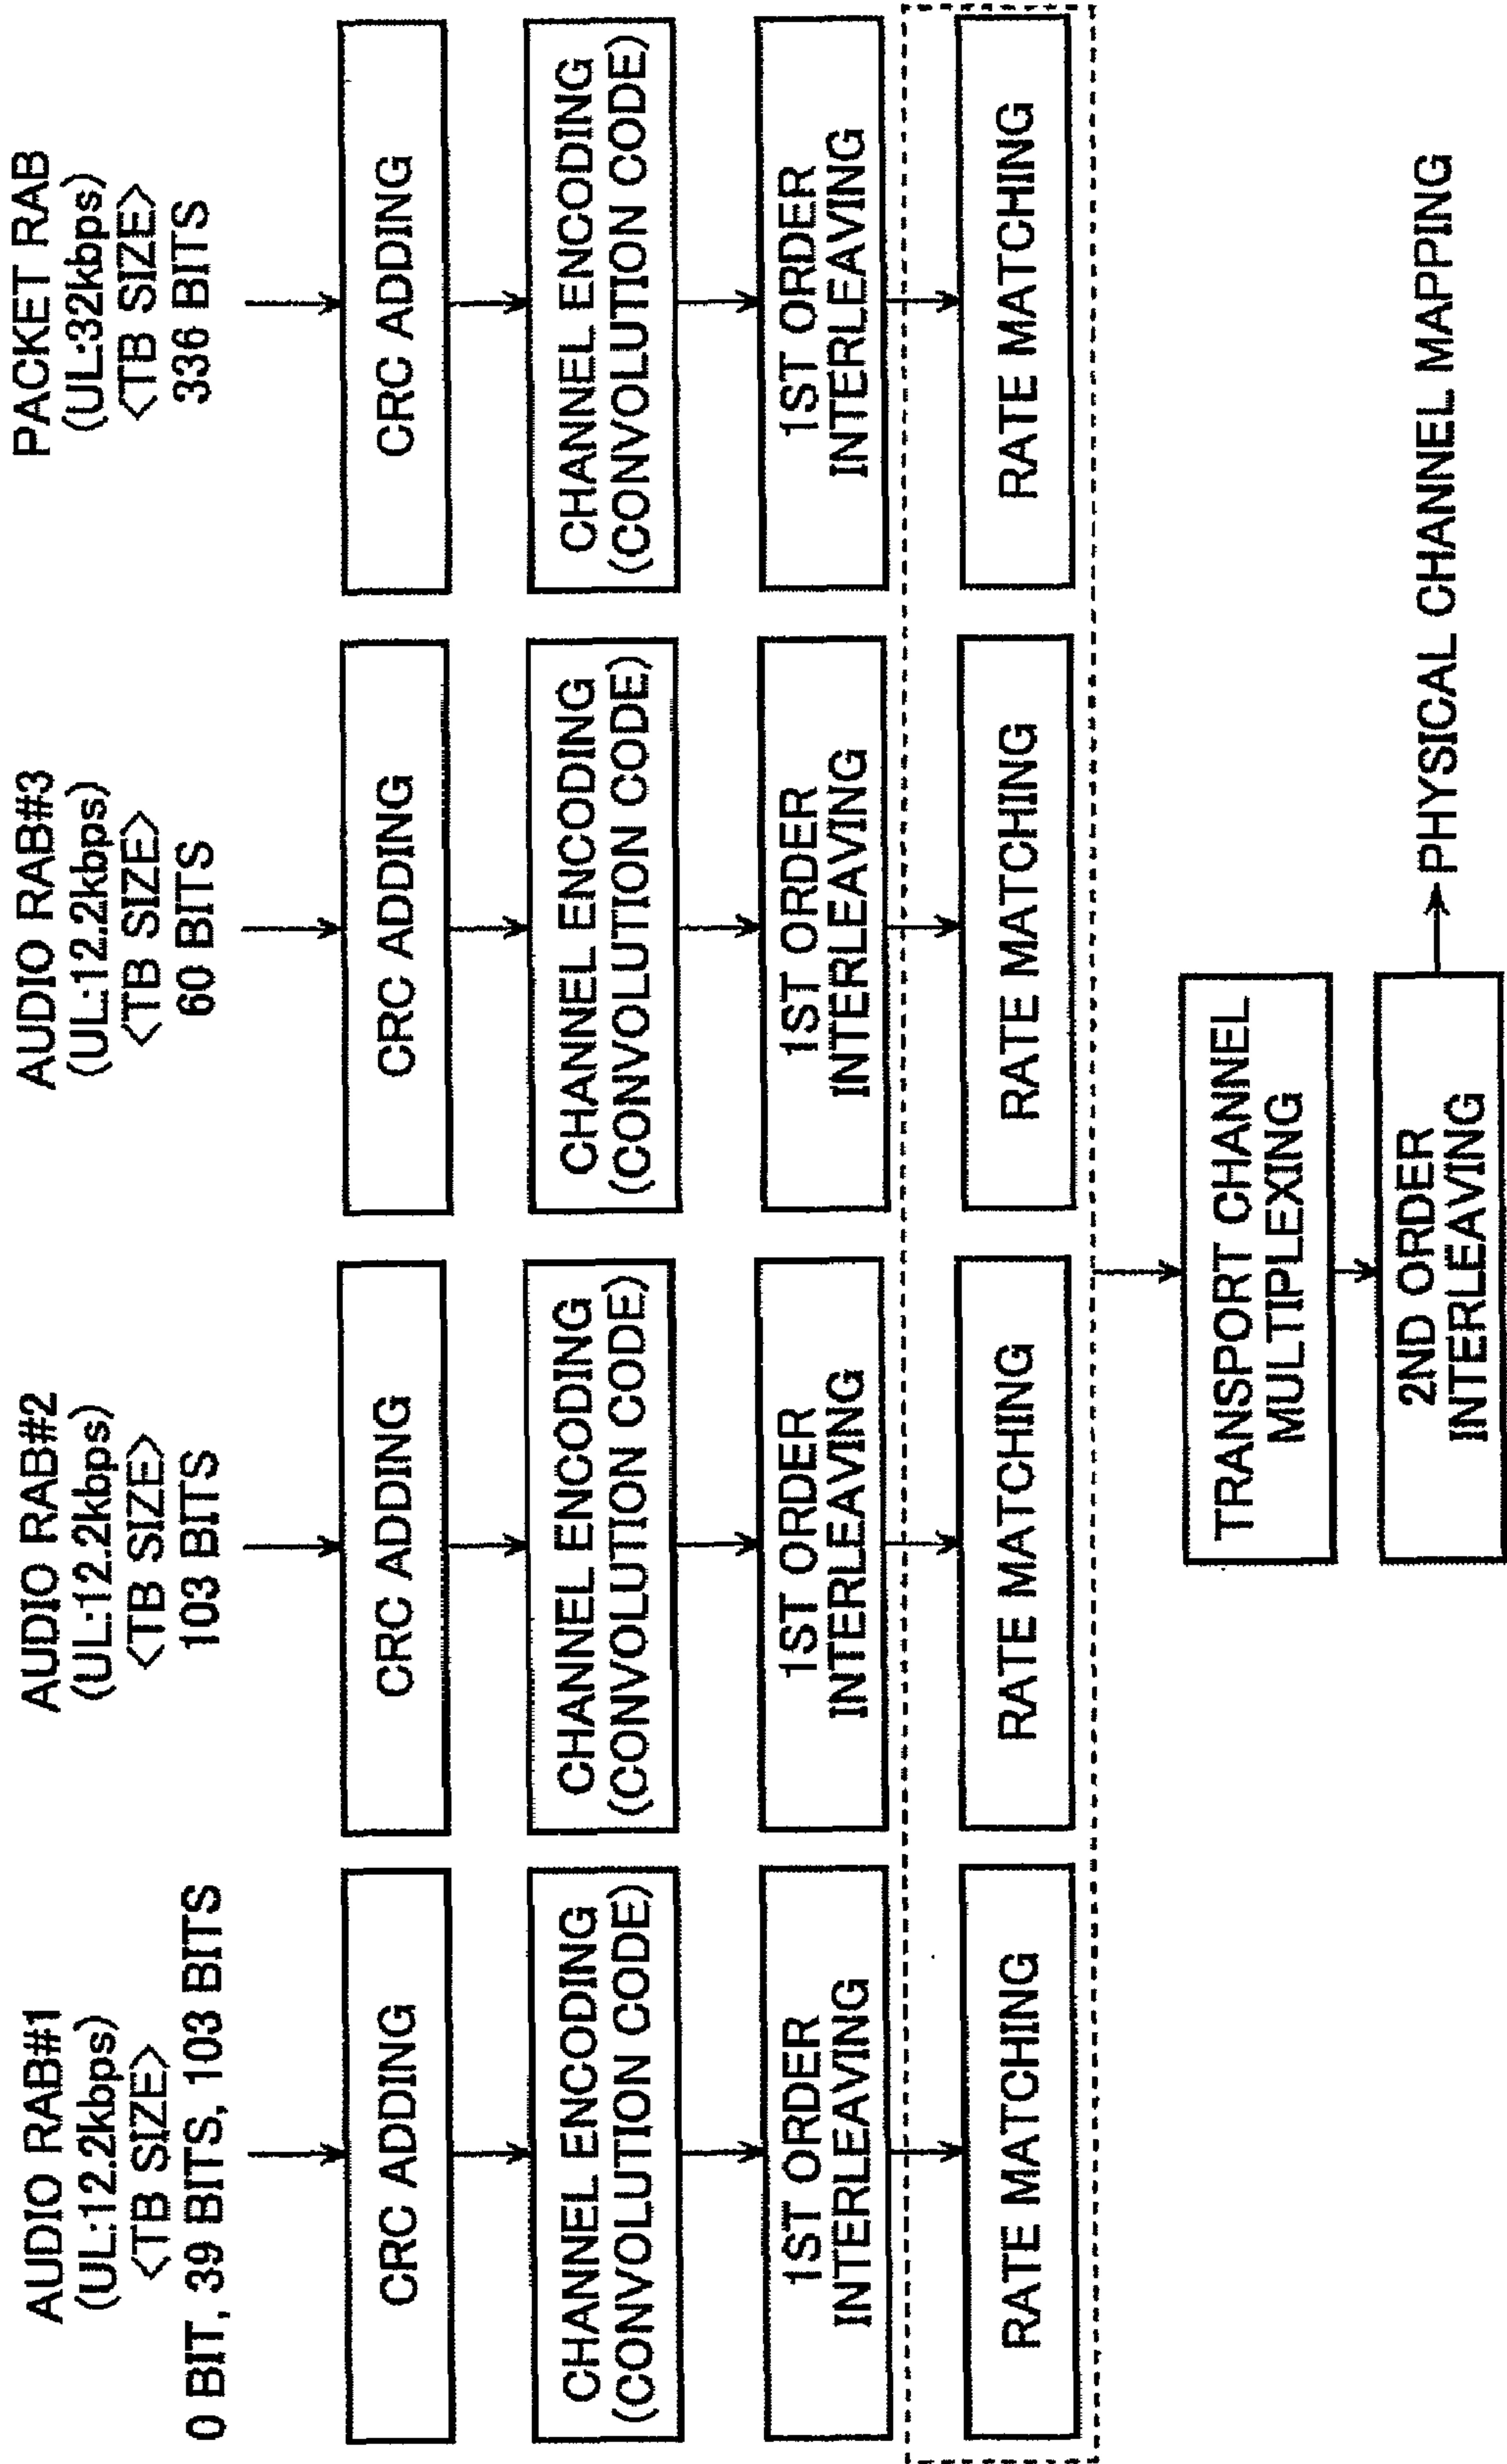 AUDIO RAB#1
(UL:12.2kbps)
<TB SIZE>
0 BIT, 39 BITS, 103 BITS
CRC ADDING
CHANNEL ENCODING
(CONVOLUTION CODE)
1ST ORDER
INTERLEAVING
RATE MATCHING
AUDIO RAB#2
(UL:12.2kbps)
<TB SIZE>
103 BITS
CRC ADDING
CHANNEL ENCODING
(CONVOLUTION CODE)
1ST ORDER
INTERLEAVING
RATE MATCHING
AUDIO RAB#3
(UL:12.2kbps)
<TB SIZE>
60 BITS
CRC ADDING
CHANNEL ENCODING
(CONVOLUTION CODE)
1ST ORDER
INTERLEAVING
RATE MATCHING
PACKET RAB
(UL:32kbps)
<TB SIZE>
336 BITS
CRC ADDING
CHANNEL ENCODING
(CONVOLUTION CODE)
1ST ORDER
INTERLEAVING
RATE MATCHING
TRANSPORT CHANNEL
MULTIPLEXING
2ND ORDER
INTERLEAVING
PHYSICAL CHANNEL MAPPING